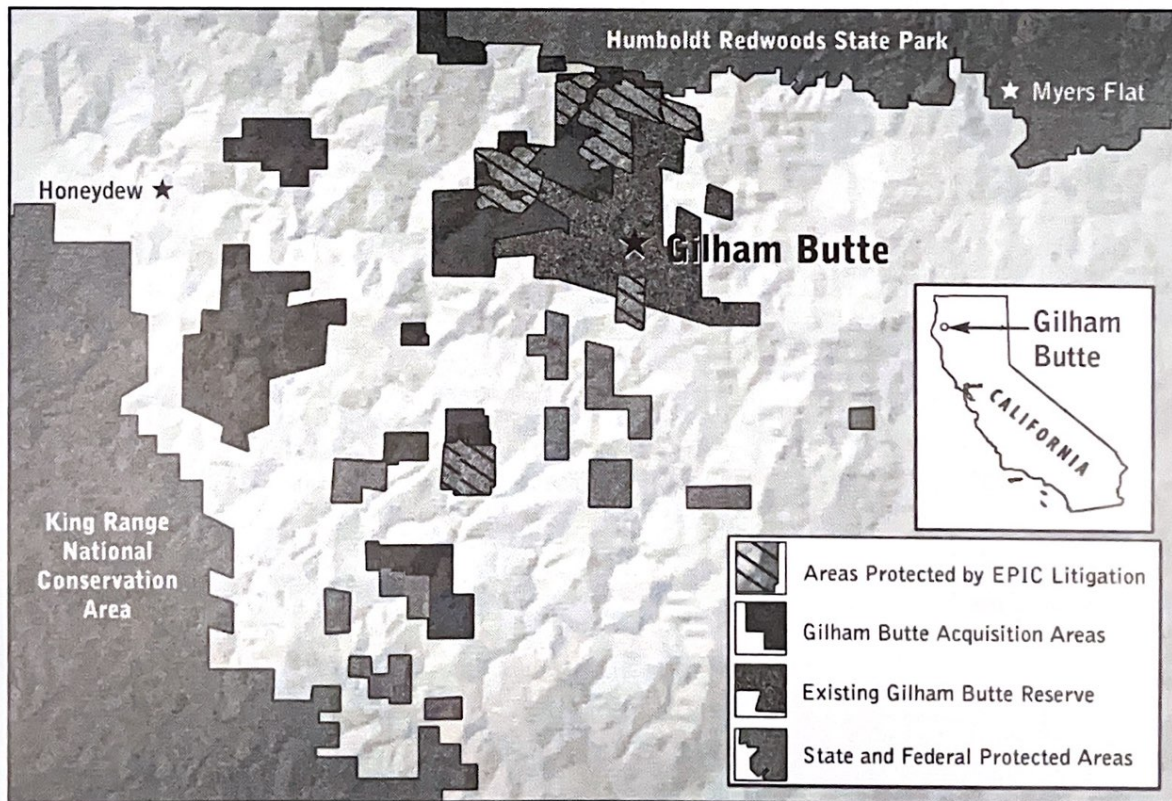 Humboldt Redwoods State Park
Myers Flat
Honeydew
Gilham Butte
Gilham
Butte
CALIFORNIA
King Range
National
Conservation
Area
Areas Protected by EPIC Litigation
Gilham Butte Acquisition Areas
Existing Gilham Butte Reserve
State and Federal Protected Areas